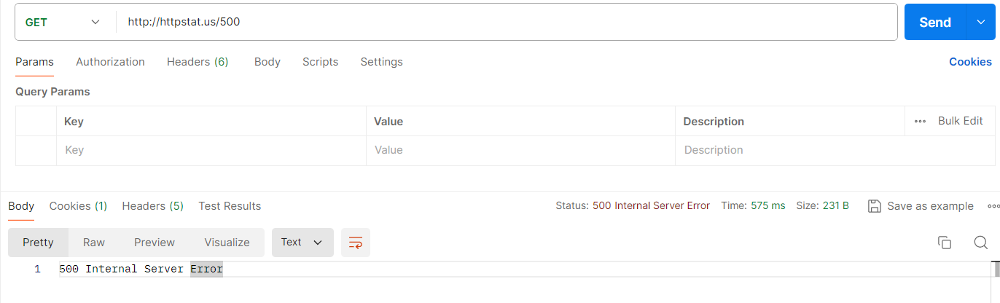 GET http://httpstat.us/500 Send
Params Authorization Headers (6) Body Scripts Settings Cookies
Query Params
Key Value Description Bulk Edit
Key Value Description
Body Cookies (1) Headers (5) Test Results Status: 500 Internal Server Error Time: 575 ms Size: 231 B Save as example
Pretty Raw Preview Visualize Text
1 500 Internal Server Error